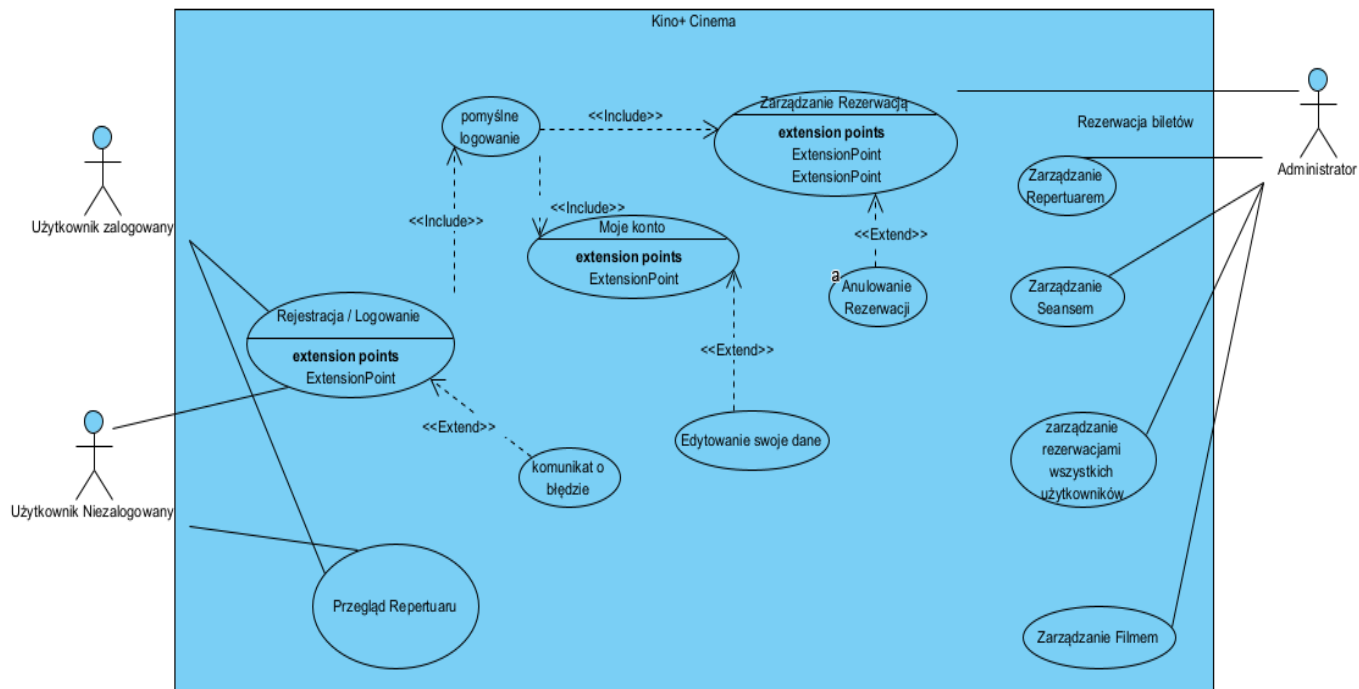 Kino+ Cinema
pomyślne
logowanie
<<Include>>
Zarządzanie Rezerwacją
extension points
ExtensionPoint
ExtensionPoint
Rezerwacja biletów
Administrator
Użytkownik zalogowany
Zarządzanie
Repertuarem
<<Include>>
<<Include>>
Moje konto
extension points
ExtensionPoint
<<Extend>>
a
Anulowanie
Rezerwacji
Zarządzanie
Seansem
Rejestracja / Logowanie
extension points
ExtensionPoint
<<Extend>>
<<Extend>>
Edytowanie swoje dane
komunikat o
błędzie
zarządzanie
rezerwacjami
wszystkich
użytkowników
Użytkownik Niezalogowany
Przegląd Repertuaru
Zarządzanie Filmem